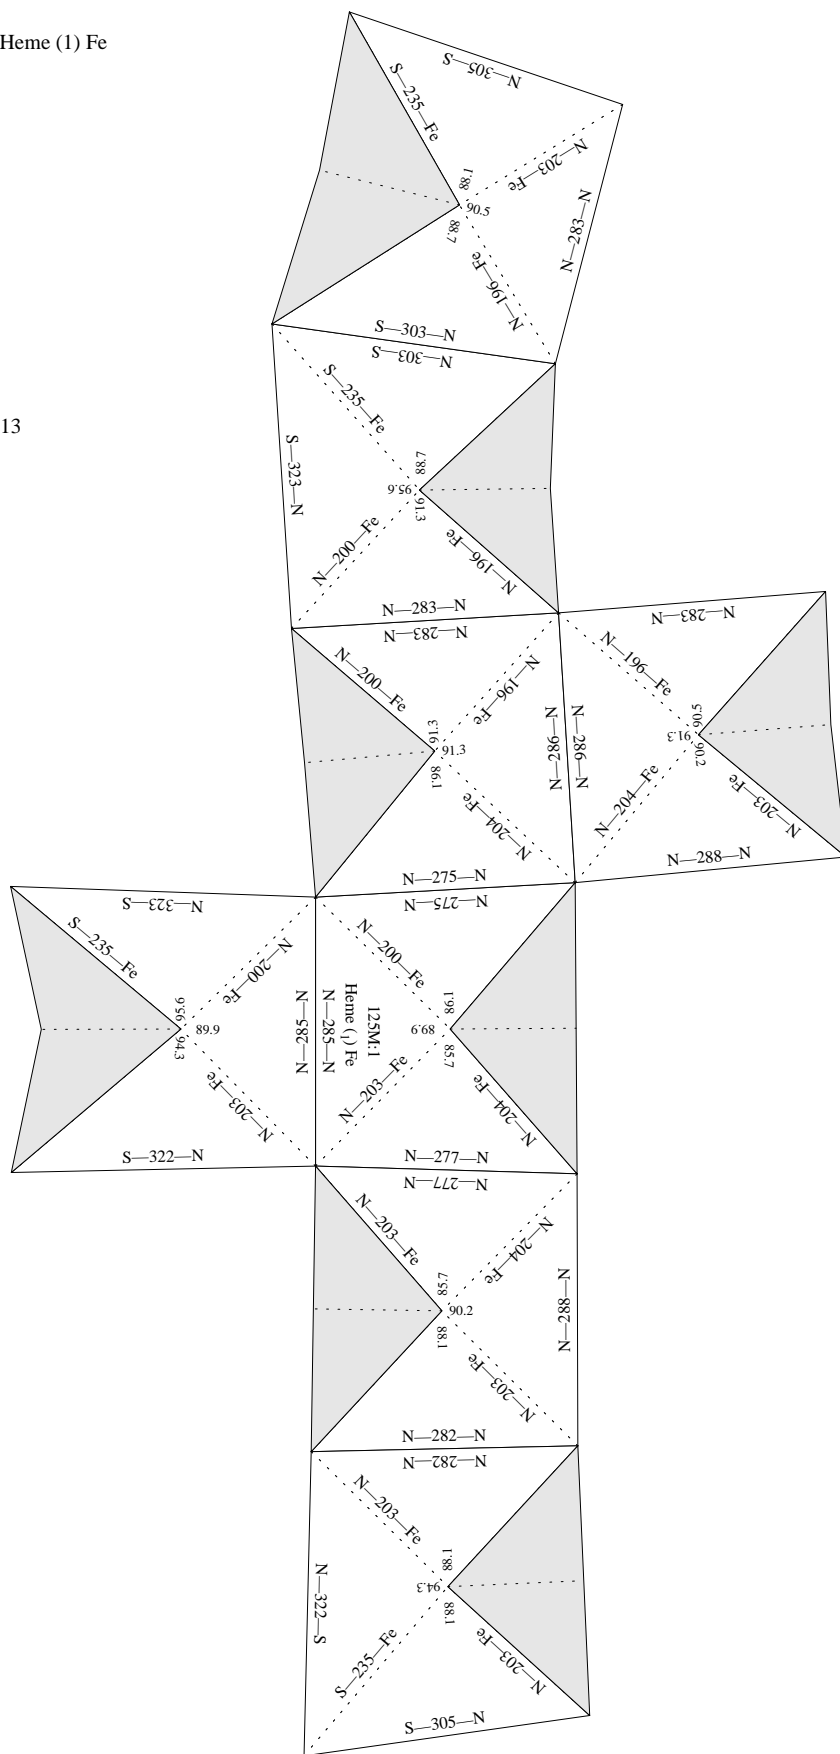 Heme (1) Fe
N—305—S
S—235—Fe
N—203—Fe
88.1
90.5
88.7
N—283—N
N—196—Fe
S—303—N
N—303—S
13
S—235—Fe
88.7
95.6
91.3
S—323—N
N—200—Fe
N—196—Fe
N—283—N
N—283—N
N—283—N
N—200—Fe
N—196—Fe
N—196—Fe
91.3
91.3
86.1
N—286—N
N—286—N
90.5
91.3
90.2
N—204—Fe
N—204—Fe
N—203—Fe
N—288—N
N—275—N
N—275—N
N—323—S
S—235—Fe
N—200—Fe
N—200—Fe
95.6
89.9
94.3
N—285—N
N—285—N
Heme (1) Fe
125M:1
86.1
89.9
85.7
N—203—Fe
N—203—Fe
N—204—Fe
S—322—N
N—277—N
N—277—N
N—203—Fe
N—204—Fe
85.7
90.2
88.1
N—288—N
N—203—Fe
N—282—N
N—282—N
N—203—Fe
88.1
94.3
88.1
N—322—S
S—235—Fe
N—203—Fe
S—305—N